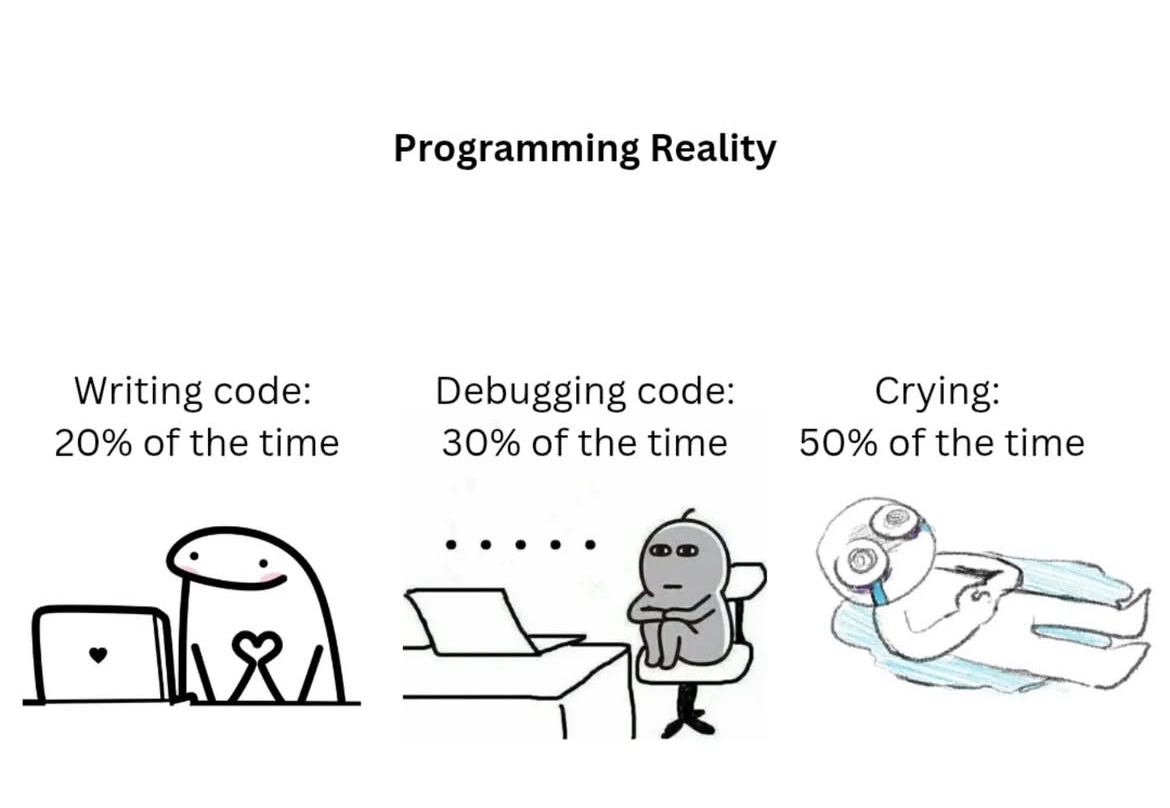 Programming Reality
Writing code:
20% of the time
Debugging code:
30% of the time
Crying:
50% of the time